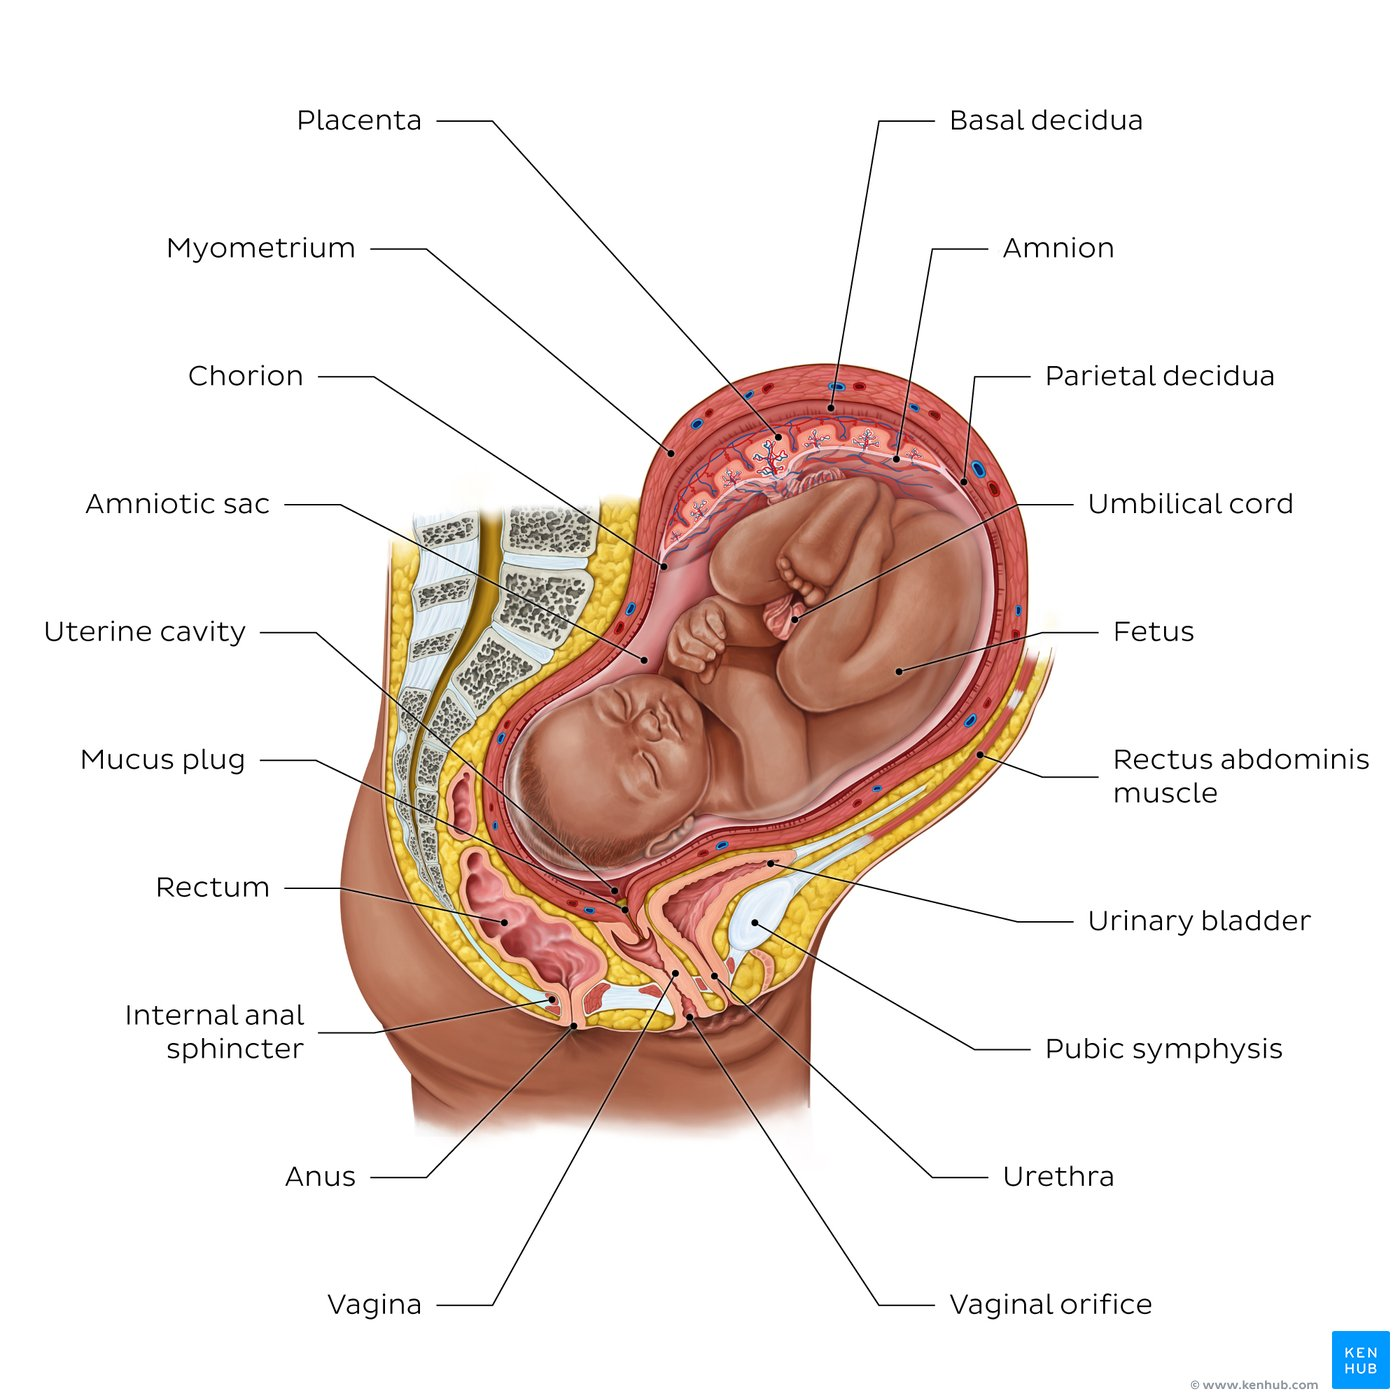 Placenta
Basal decidua
Myometrium
Amnion
Chorion
Parietal decidua
Amniotic sac
Umbilical cord
Uterine cavity
Fetus
Mucus plug
Rectus abdominis
muscle
Rectum
Urinary bladder
Internal anal
sphincter
Pubic symphysis
Anus
Urethra
Vagina
Vaginal orifice
KEN
HUB
© www.kenhub.com